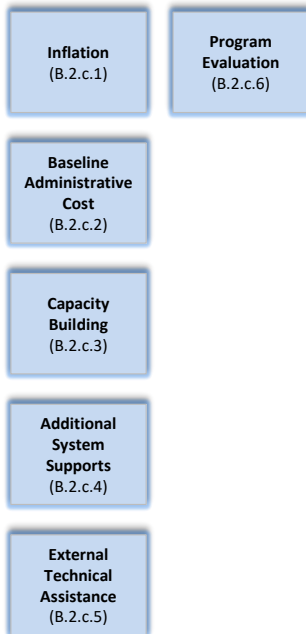 Inflation
(B.2.c.1)
Program
Evaluation
(B.2.c.6)
Baseline
Administrative
Cost
(B.2.c.2)
Capacity
Building
(B.2.c.3)
Additional
System
Supports
(B.2.c.4)
External
Technical
Assistance
(B.2.c.5)